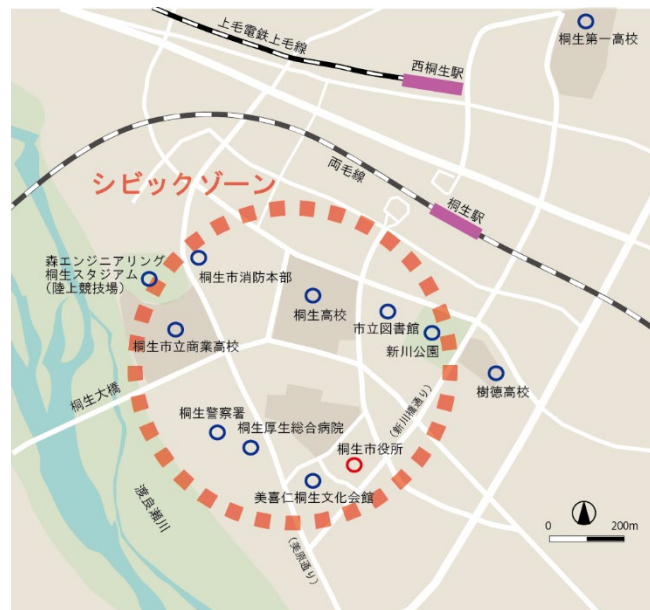 上毛電鉄上毛線
西桐生駅
桐生第一高校
両毛線
シビックゾーン
桐生駅
森エンジニアリング
桐生スタジアム
(陸上競技場)
桐生市消防本部
桐生高校
市立図書館
新川公園
桐生市立商業高校
樹徳高校
桐生大橋
桐生警察署
桐生厚生総合病院
(新川橋通り)
桐生市役所
美喜仁桐生文化会館
渡良瀬川
(美原通り)
0 200m